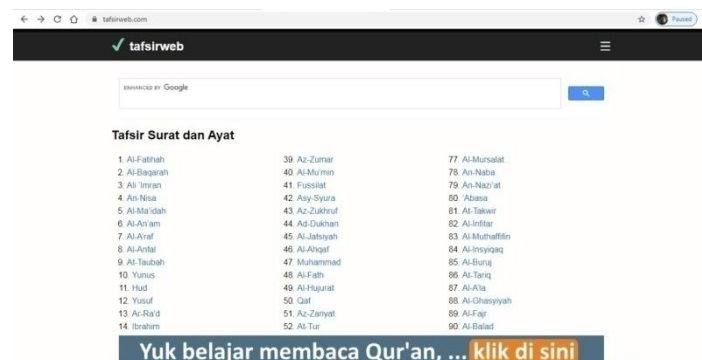 tafsirweb.com
Paused
tafsirweb
ENHANCED BY Google
Tafsir Surat dan Ayat
1. Al-Fatihah
2. Al-Baqarah
3. Ali 'Imran
4. An-Nisa
5. Al-Ma'idah
6. Al-An'am
7. Al-A'raf
8. Al-Anfal
9. At-Taubah
10. Yunus
11. Hud
12. Yusuf
13. Ar-Ra'd
14. Ibrahim
39. Az-Zumar
40. Al-Mu'min
41. Fussilat
42. Asy-Syura
43. Az-Zukhruf
44. Ad-Dukhan
45. Al-Jatsiyah
46. Al-Ahqaf
47. Muhammad
48. Al-Fath
49. Al-Hujurat
50. Qaf
51. Az-Zariyat
52. At-Tur
77. Al-Mursalat
78. An-Naba
79. An-Nazi'at
80. 'Abasa
81. At-Takwir
82. Al-Infitar
83. Al-Muthaffifin
84. Al-Insyiqaq
85. Al-Buruj
86. At-Tariq
87. Al-A'la
88. Al-Ghasyiyah
89. Al-Fajr
90. Al-Balad
Yuk belajar membaca Qur'an, ... klik di sini